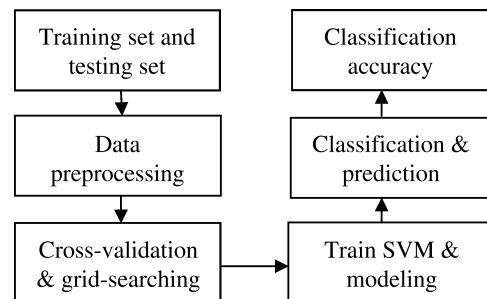 Training set and
testing set
Data
preprocessing
Cross-validation
& grid-searching
Train SVM &
modeling
Classification &
prediction
Classification
accuracy